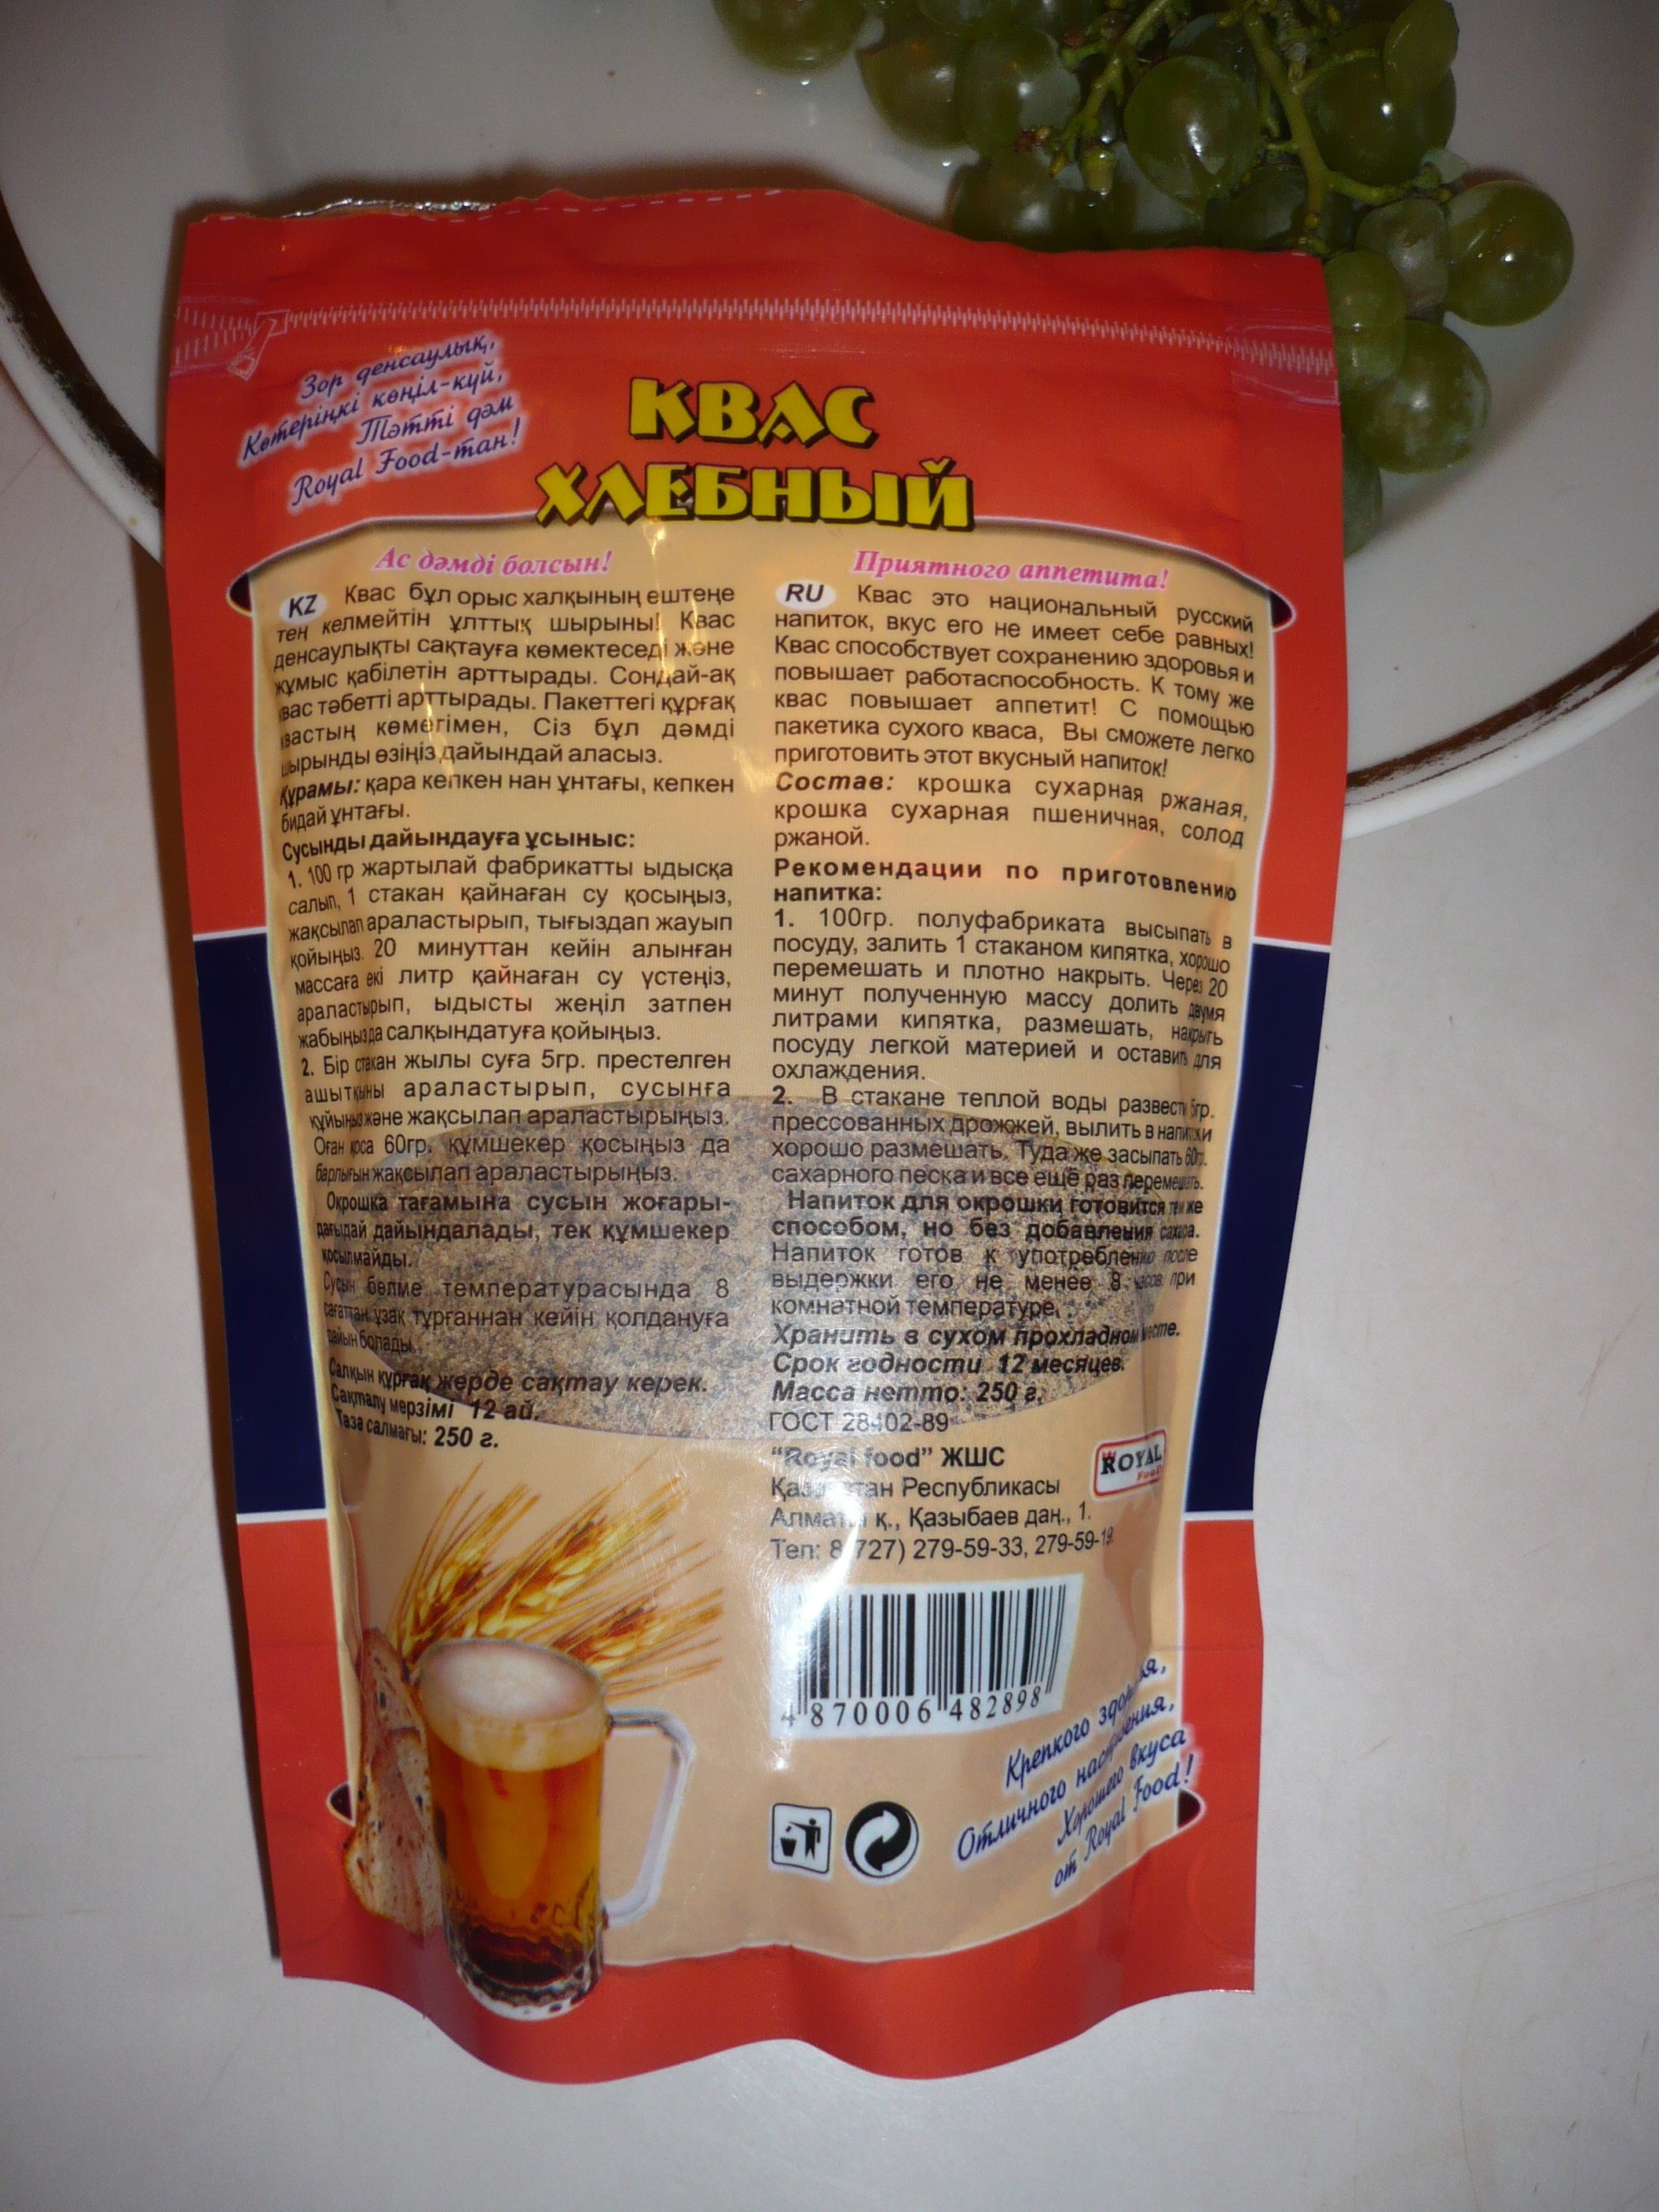 Зор денсаулық,
Көтеріңкі көңіл-күй,
Тәтті дәм
Royal Food-тан!
КВАС
ХЛЕБНЫЙ
Ас дәмді болсын!
KZ Квас бұл орыс халқының ештеңе
тең келмейтін ұлттық шырыны! Квас
денсаулықты сақтауға көмектеседі және
жұмыс қабілетін арттырады. Сондай-ақ
квас тәбетті арттырады. Пакеттегі құрғақ
квастың көмегімен, Сіз бұл дәмді
шырынды өзіңіз дайындай аласыз.
Құрамы: қара кепкен нан ұнтағы, кепкен
бидай ұнтағы.
Сусынды дайындауға ұсыныс:
1. 100 гр жартылай фабрикатты ыдысқа
салып, 1 стакан қайнаған су қосыңыз,
жақсылап араластырып, тығыздап жауып
қойыңыз. 20 минуттан кейін алынған
массаға екі литр қайнаған су үстеңіз,
араластырып, ыдысты жеңіл затпен
жабыңыз да салқындатуға қойыңыз.
2. Бір стакан жылы суға 5гр. престелген
ашытқыны араластырып, сусынға
құйыңыз және жақсылап араластырыңыз.
Оған қоса 60гр. құмшекер қосыңыз да
барлығын жақсылап араластырыңыз.
Окрошка тағамына сусын жоғары-
дағыдай дайындалады, тек құмшекер
қосылмайды.
Сусын бөлме температурасында 8
сағаттан ұзақ тұрғаннан кейін қолдануға
дайын болады.
Салқын құрғақ жерде сақтау керек.
Сақталу мерзімі 12 ай.
Таза салмағы: 250 г.
Приятного аппетита!
RU Квас это национальный русский
напиток, вкус его не имеет себе равных!
Квас способствует сохранению здоровья и
повышает работаспособность. К тому же
квас повышает аппетит! С помощью
пакетика сухого кваса, Вы сможете легко
приготовить этот вкусный напиток!
Состав: крошка сухарная ржаная,
крошка сухарная пшеничная, солод
ржаной.
Рекомендации по приготовлению
напитка:
1. 100гр. полуфабриката высыпать в
посуду, залить 1 стаканом кипятка, хорошо
перемешать и плотно накрыть. Через 20
минут полученную массу долить двумя
литрами кипятка, размешать, накрыть
посуду легкой материей и оставить для
охлаждения.
2. В стакане теплой воды развести 5гр.
прессованных дрожжей, вылить в напиток и
хорошо размешать. Туда же засыпать 60гр.
сахарного песка и все ещё раз перемешать.
Напиток для окрошки готовится тем же
способом, но без добавления сахара.
Напиток готов к употреблению после
выдержки его не менее 8 часов при
комнатной температуре.
Хранить в сухом прохладном месте.
Срок годности 12 месяцев.
Масса нетто: 250 г.
ГОСТ 28402-89
"Royal food" ЖШС
Қазақстан Республикасы
Алматы қ., Қазыбаев даң., 1.
Теп: 8(727) 279-59-33, 279-59-19
ROYAL
Food
4 870006 482898
Крепкого здоровья,
Отличного настроения,
Хорошего вкуса
от Royal Food!